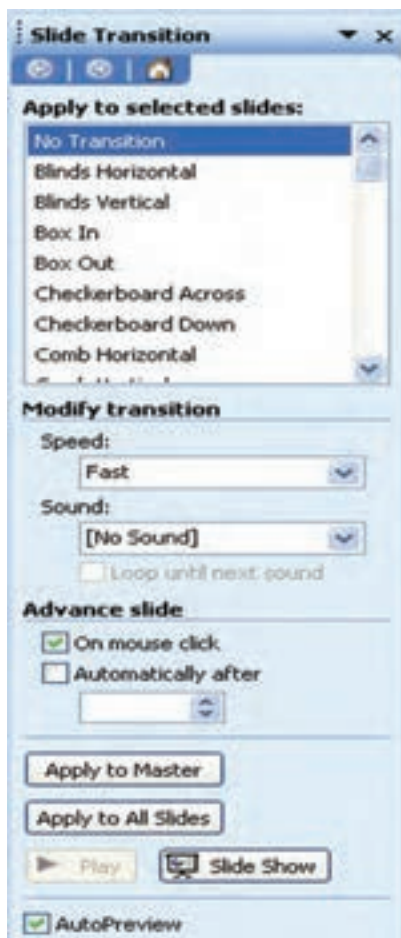 Slide Transition
Apply to selected slides:
No Transition
Blinds Horizontal
Blinds Vertical
Box In
Box Out
Checkerboard Across
Checkerboard Down
Comb Horizontal
Modify transition
Speed:
Fast
Sound:
[No Sound]
Loop until next sound
Advance slide
On mouse click
Automatically after
Apply to Master
Apply to All Slides
Play
Slide Show
AutoPreview